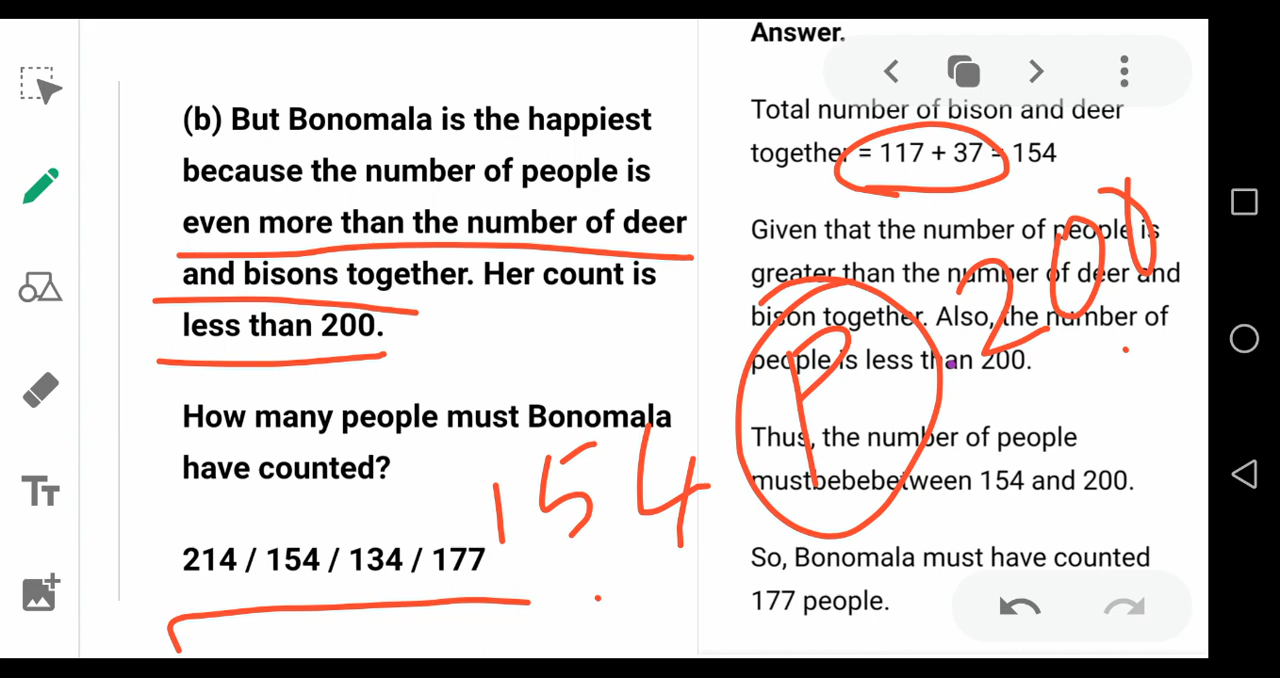 (b) But Bonomala is the happiest
because the number of people is
even more than the number of deer
and bisons together. Her count is
less than 200.
How many people must Bonomala
have counted?
214 / 154 / 134 / 177
154
Answer.
Total number of bison and deer
together = 117 + 37 = 154
Given that the number of people is
greater than the number of deer and
bison together. Also, the number of
people is less than 200.
Thus, the number of people
mustbebebetween 154 and 200.
So, Bonomala must have counted
177 people.
P
200
TT